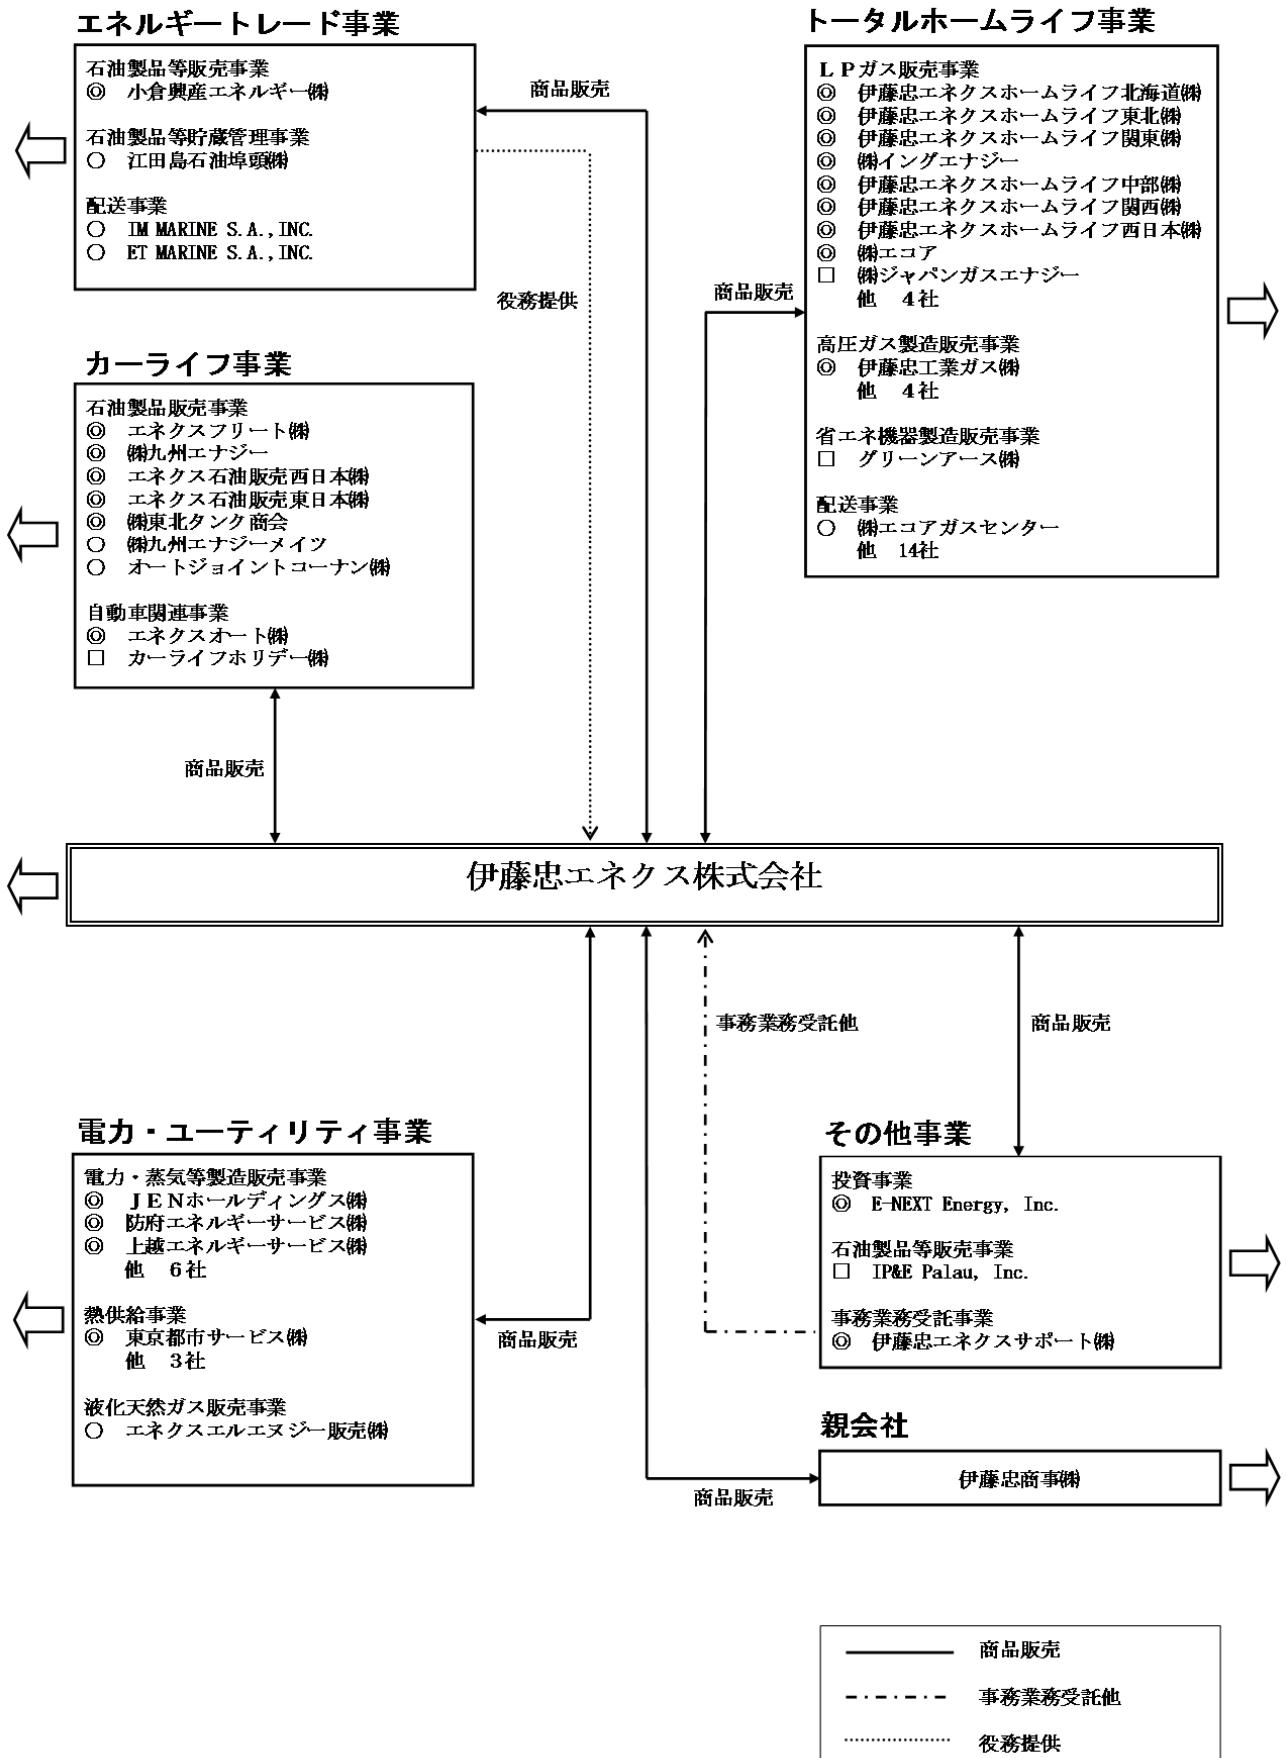 エネルギートレード事業
石油製品等販売事業
◎ 小倉興産エネルギー㈱
石油製品等貯蔵管理事業
○ 江田島石油埠頭㈱
配送事業
○ IM MARINE S.A.,INC.
○ ET MARINE S.A.,INC.
商品販売
役務提供
トータルホームライフ事業
ＬＰガス販売事業
◎ 伊藤忠エネクスホームライフ北海道㈱
◎ 伊藤忠エネクスホームライフ東北㈱
◎ 伊藤忠エネクスホームライフ関東㈱
◎ ㈱イングエナジー
◎ 伊藤忠エネクスホームライフ中部㈱
◎ 伊藤忠エネクスホームライフ関西㈱
◎ 伊藤忠エネクスホームライフ西日本㈱
◎ ㈱エコア
□ ㈱ジャパンガスエナジー
他 4社
高圧ガス製造販売事業
◎ 伊藤忠工業ガス㈱
他 4社
省エネ機器製造販売事業
□ グリーンアース㈱
配送事業
○ ㈱エコアガスセンター
他 14社
商品販売
カーライフ事業
石油製品販売事業
◎ エネクスフリート㈱
◎ ㈱九州エナジー
◎ エネクス石油販売西日本㈱
◎ エネクス石油販売東日本㈱
◎ ㈱東北タンク商会
○ ㈱九州エナジーメイツ
○ オートジョイントコーナン㈱
自動車関連事業
◎ エネクスオート㈱
□ カーライフホリデー㈱
商品販売
伊藤忠エネクス株式会社
事務業務受託他
商品販売
電力・ユーティリティ事業
電力・蒸気等製造販売事業
◎ ＪＥＮホールディングス㈱
◎ 防府エネルギーサービス㈱
◎ 上越エネルギーサービス㈱
他 6社
熱供給事業
◎ 東京都市サービス㈱
他 3社
液化天然ガス販売事業
○ エネクスエルエヌジー販売㈱
商品販売
その他事業
投資事業
◎ E-NEXT Energy, Inc.
石油製品等販売事業
□ IP&E Palau, Inc.
事務業務受託事業
◎ 伊藤忠エネクスサポート㈱
親会社
伊藤忠商事㈱
商品販売
商品販売
事務業務受託他
役務提供